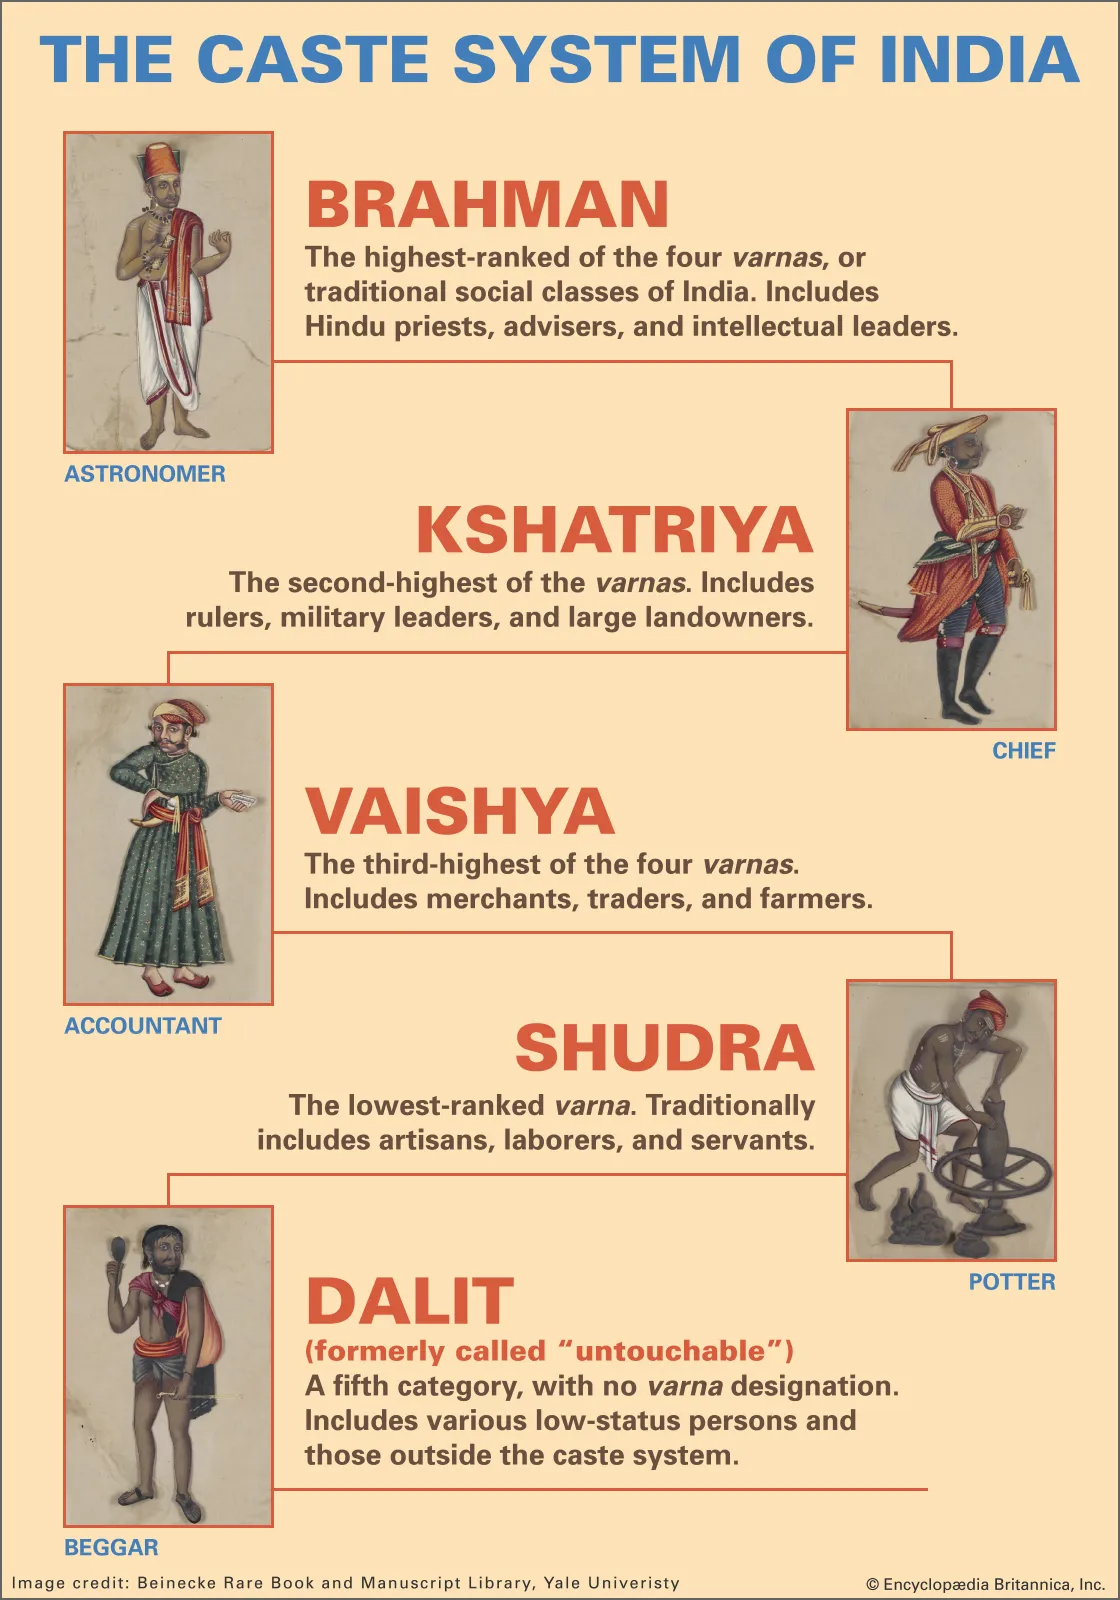 THE CASTE SYSTEM OF INDIA
BRAHMAN
The highest-ranked of the four varnas, or
traditional social classes of India. Includes
Hindu priests, advisers, and intellectual leaders.
ASTRONOMER
KSHATRIYA
The second-highest of the varnas. Includes
rulers, military leaders, and large landowners.
CHIEF
VAISHYA
The third-highest of the four varnas.
Includes merchants, traders, and farmers.
ACCOUNTANT
SHUDRA
The lowest-ranked varna. Traditionally
includes artisans, laborers, and servants.
POTTER
DALIT
(formerly called “untouchable”)
A fifth category, with no varna designation.
Includes various low-status persons and
those outside the caste system.
BEGGAR
Image credit: Beinecke Rare Book and Manuscript Library, Yale Univeristy
© Encyclopædia Britannica, Inc.